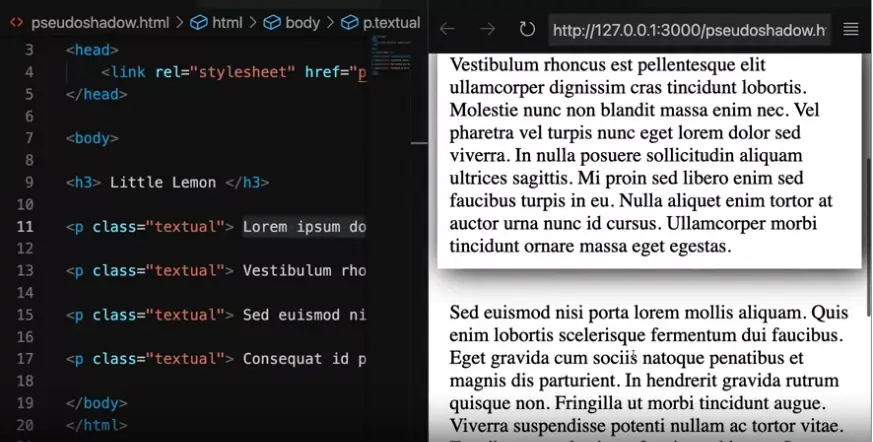 pseudoshadow.html > html > body > p.textual
3 <head>
4 <link rel="stylesheet" href="p
5 </head>
6
7 <body>
8
9 <h3> Little Lemon </h3>
10
11 <p class="textual"> Lorem ipsum do
12
13 <p class="textual"> Vestibulum rho
14
15 <p class="textual"> Sed euismod ni
16
17 <p class="textual"> Consequat id p
18
19 </body>
20 </html>
http://127.0.0.1:3000/pseudoshadow.h
Vestibulum rhoncus est pellentesque elit
ullamcorper dignissim cras tincidunt lobortis.
Molestie nunc non blandit massa enim nec. Vel
pharetra vel turpis nunc eget lorem dolor sed
viverra. In nulla posuere sollicitudin aliquam
ultrices sagittis. Mi proin sed libero enim sed
faucibus turpis in eu. Nulla aliquet enim tortor at
auctor urna nunc id cursus. Ullamcorper morbi
tincidunt ornare massa eget egestas.
Sed euismod nisi porta lorem mollis aliquam. Quis
enim lobortis scelerisque fermentum dui faucibus.
Eget gravida cum sociis natoque penatibus et
magnis dis parturient. In hendrerit gravida rutrum
quisque non. Fringilla ut morbi tincidunt augue.
Viverra suspendisse potenti nullam ac tortor vitae.